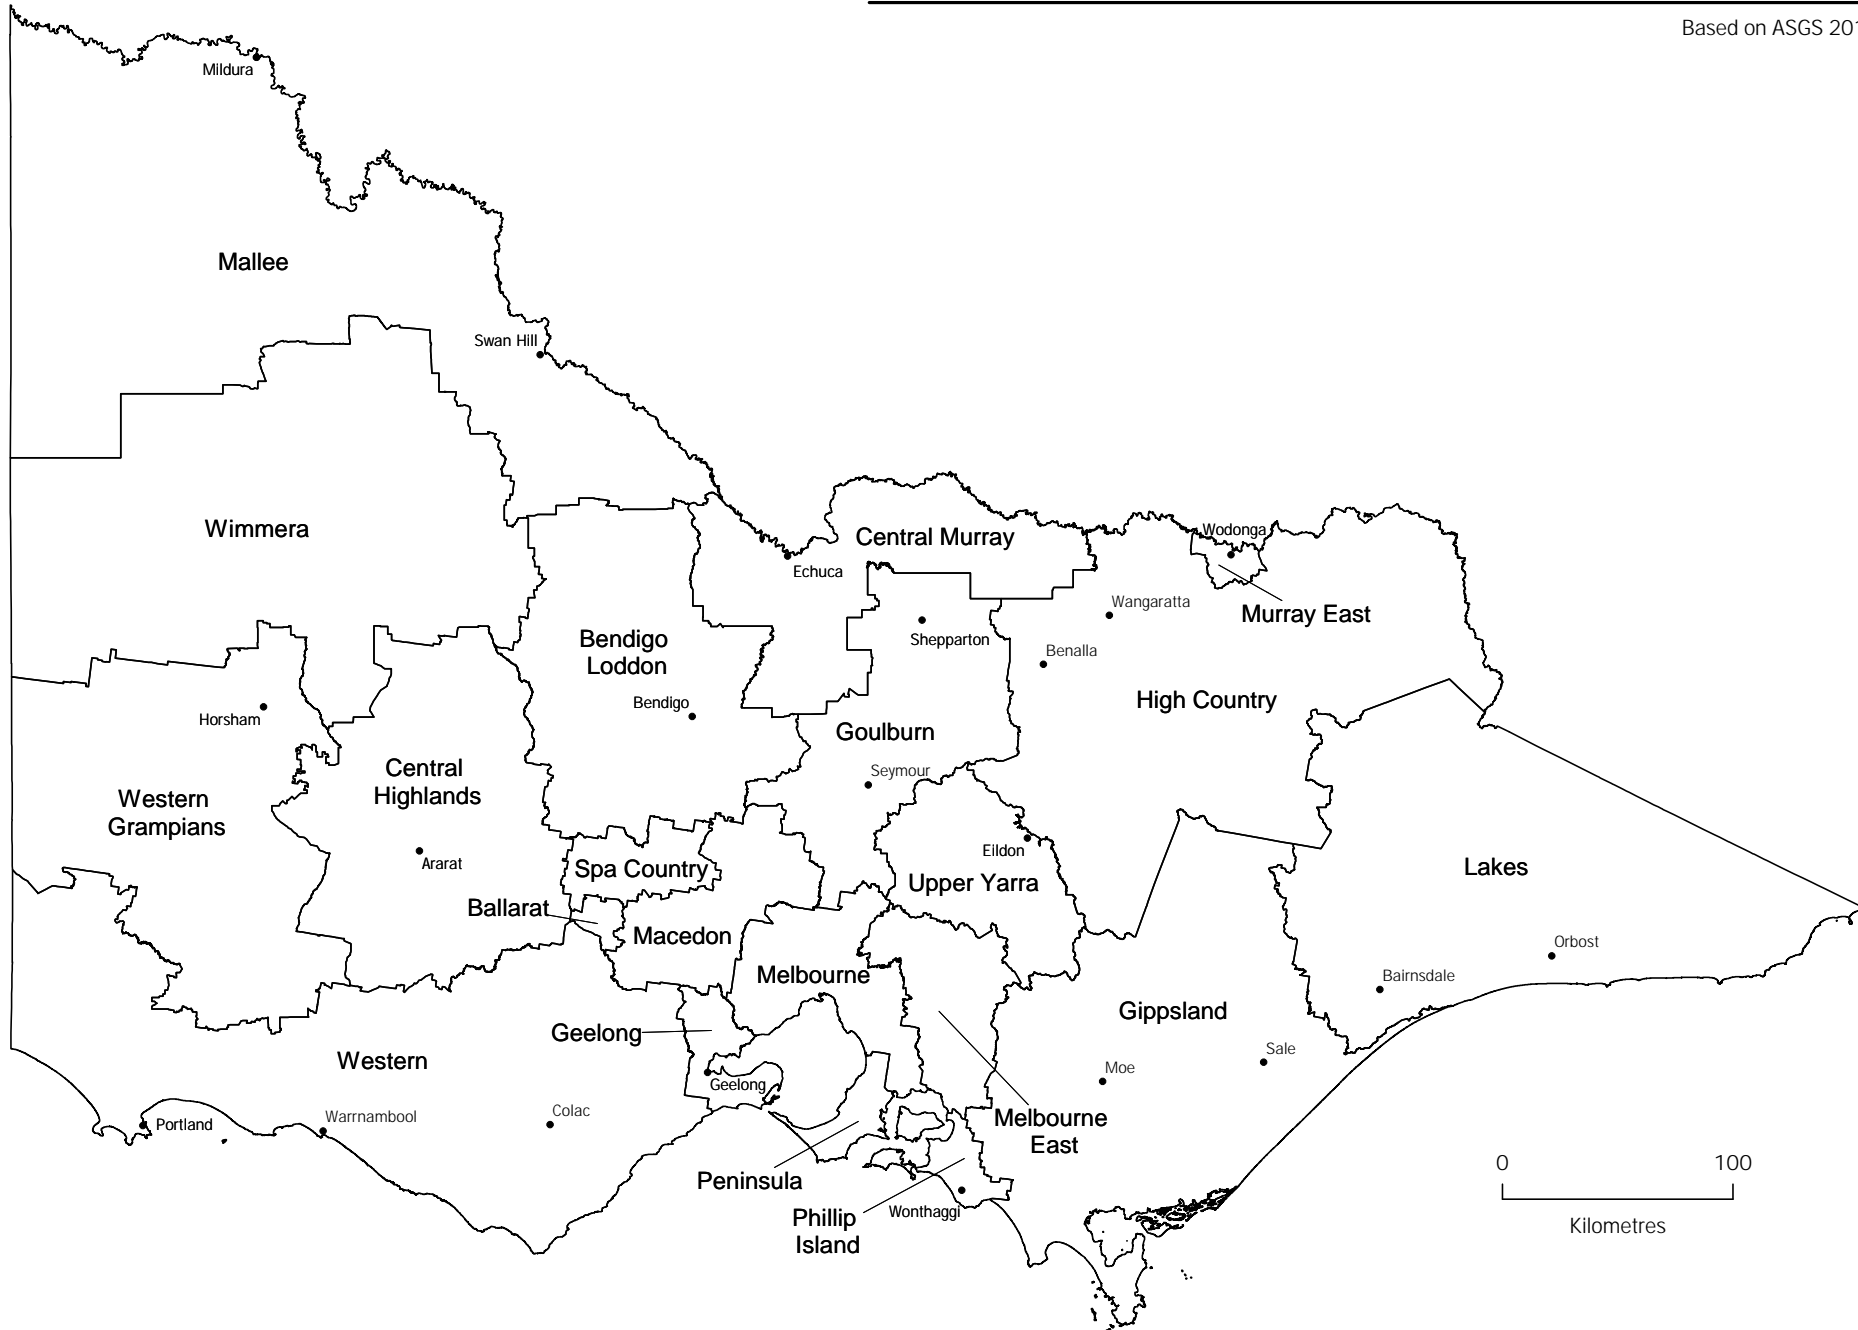 Based on ASGS 201
Mildura
Mallee
Swan Hill
Wimmera
Central Murray
Wodonga
Echuca
Wangaratta
Murray East
Shepparton
Bendigo
Loddon
Benalla
Bendigo
High Country
Horsham
Goulburn
Seymour
Central
Highlands
Western
Grampians
Ararat
Eildon
Spa Country
Lakes
Upper Yarra
Ballarat
Macedon
Orbost
Melbourne
Bairnsdale
Gippsland
Geelong
Western
Sale
Moe
Geelong
Portland
Warrnambool
Colac
Melbourne
East
Peninsula
0 100
Wonthaggi
Phillip
Island
Kilometres